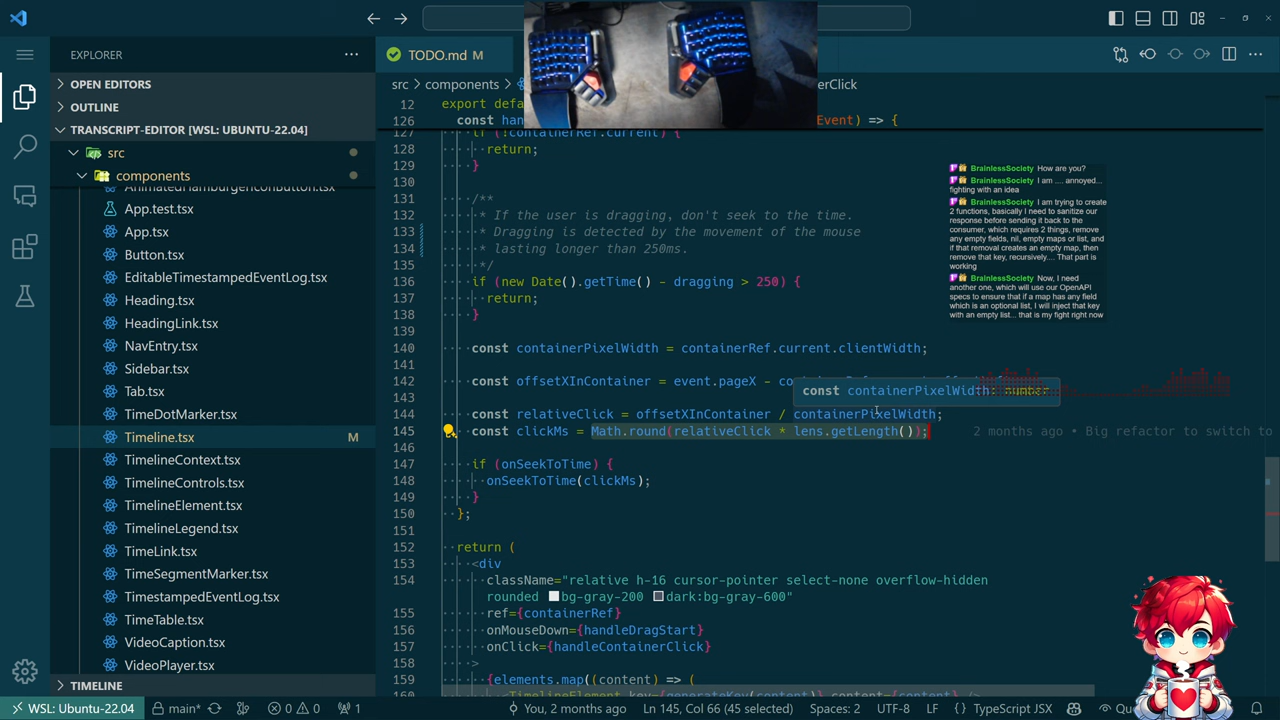 TODO.md M
EXPLORER
OPEN EDITORS
OUTLINE
TRANSCRIPT-EDITOR [WSL: UBUNTU-22.04]
src
components
AnimatedHamburgerIconButton.tsx
App.test.tsx
App.tsx
Button.tsx
EditableTimestampedEventLog.tsx
Heading.tsx
HeadingLink.tsx
NavEntry.tsx
Sidebar.tsx
Tab.tsx
TimeDotMarker.tsx
Timeline.tsx M
TimelineContext.tsx
TimelineControls.tsx
TimelineElement.tsx
TimelineLegend.tsx
TimeLink.tsx
TimeSegmentMarker.tsx
TimestampedEventLog.tsx
TimeTable.tsx
VideoCaption.tsx
VideoPlayer.tsx
TIMELINE
src > components >
erClick
12 export def
126 const han Event) => {
127 if (!containerRef.current) {
128 return;
129 }
130
131 /**
132 * If the user is dragging, don't seek to the time.
133 * Dragging is detected by the movement of the mouse
134 * lasting longer than 250ms.
135 */
136 if (new Date().getTime() - dragging > 250) {
137 return;
138 }
139
140 const containerPixelWidth = containerRef.current.clientWidth;
141
142 const offsetXInContainer = event.pageX - co
const containerPixelWidth: number
143
144 const relativeClick = offsetXInContainer / containerPixelWidth;
145 const clickMs = Math.round(relativeClick * lens.getLength()); 2 months ago • Big refactor to switch to
146
147 if (onSeekToTime) {
148 onSeekToTime(clickMs);
149 }
150 };
151
152 return (
153 <div
154 className="relative h-16 cursor-pointer select-none overflow-hidden
rounded bg-gray-200 dark:bg-gray-600"
155 ref={containerRef}
156 onMouseDown={handleDragStart}
157 onClick={handleContainerClick}
158 >
159 {elements.map((content) => (
160 <TimelineElement key={generateKey(content)} content={content} />
BrainlessSociety How are you?
BrainlessSociety I am .... annoyed...
fighting with an idea
BrainlessSociety I am trying to create
2 functions, basically I need to sanitize our
response before sending it back to the
consumer, which requires 2 things, remove
any empty fields, nil, empty maps or list, and
if that removal creates an empty map, then
remove that key, recursively.... That part is
working
BrainlessSociety Now, I need
another one, which will use our OpenAPI
specs to ensure that if a map has any field
which is an optional list, I will inject that key
with an empty list... that is my fight right now
WSL: Ubuntu-22.04 main* 0 0 1 You, 2 months ago Ln 145, Col 66 (45 selected) Spaces: 2 UTF-8 LF {} TypeScript JSX Qu